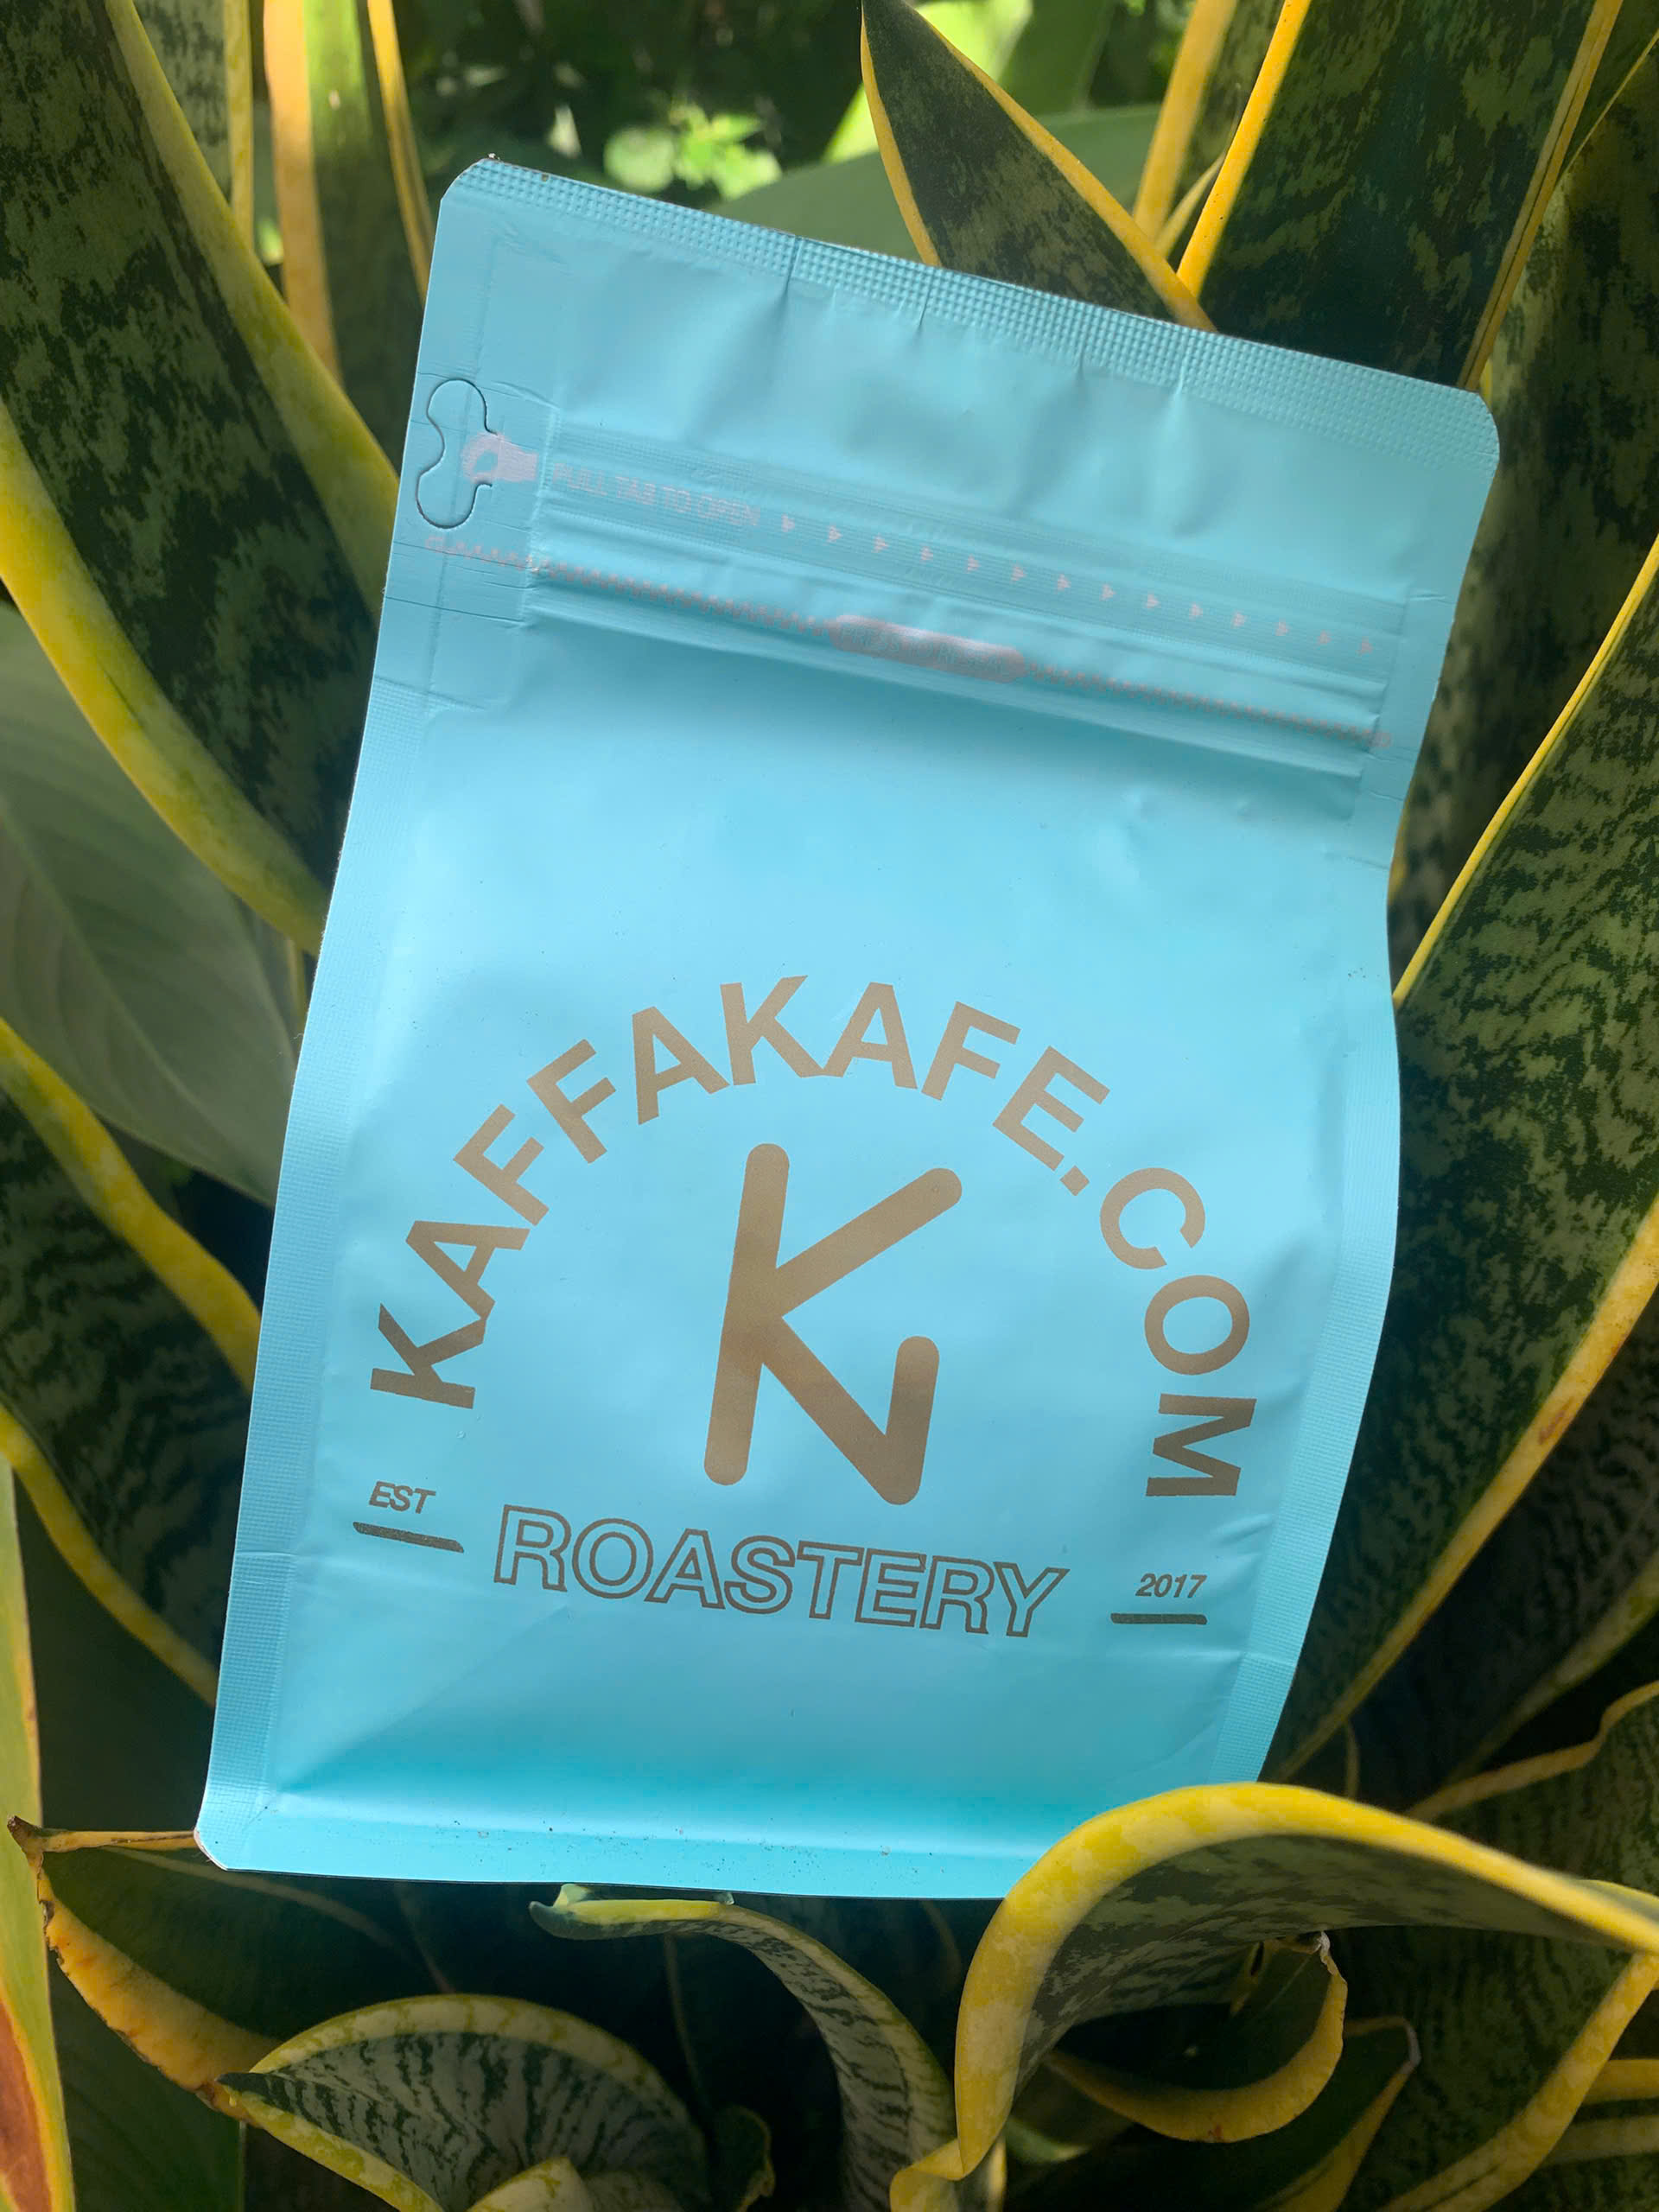 PULL TAB TO OPEN
KAFFAKAFE.COM
K
EST
ROASTERY
2017